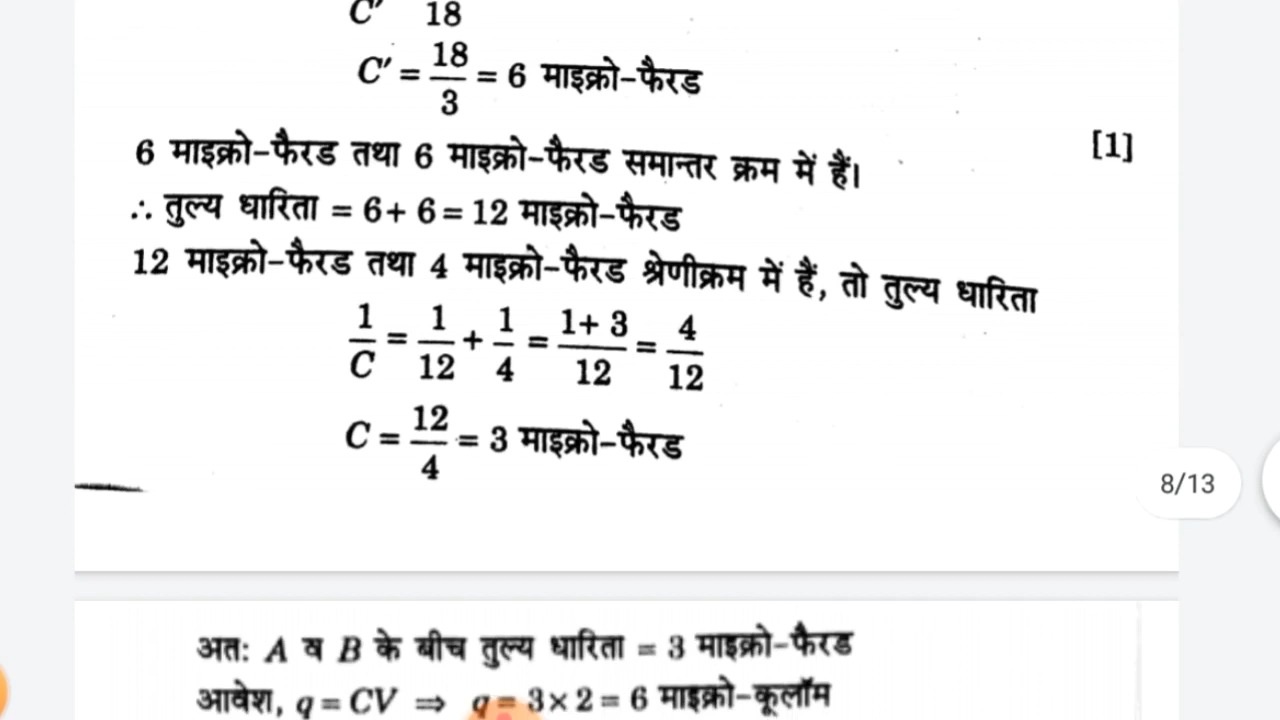 C′ 18
C′ = 18/3 = 6 माइक्रो-फैरड
6 माइक्रो-फैरड तथा 6 माइक्रो-फैरड समान्तर क्रम में हैं। [1]
∴ तुल्य धारिता = 6+ 6 = 12 माइक्रो-फैरड
12 माइक्रो-फैरड तथा 4 माइक्रो-फैरड श्रेणीक्रम में हैं, तो तुल्य धारिता
1/C = 1/12 + 1/4 = 1+ 3/12 = 4/12
C = 12/4 = 3 माइक्रो-फैरड
8/13
अतः A व B के बीच तुल्य धारिता = 3 माइक्रो-फैरड
आवेश, q = CV ⇒ q = 3 × 2 = 6 माइक्रो-कूलॉम